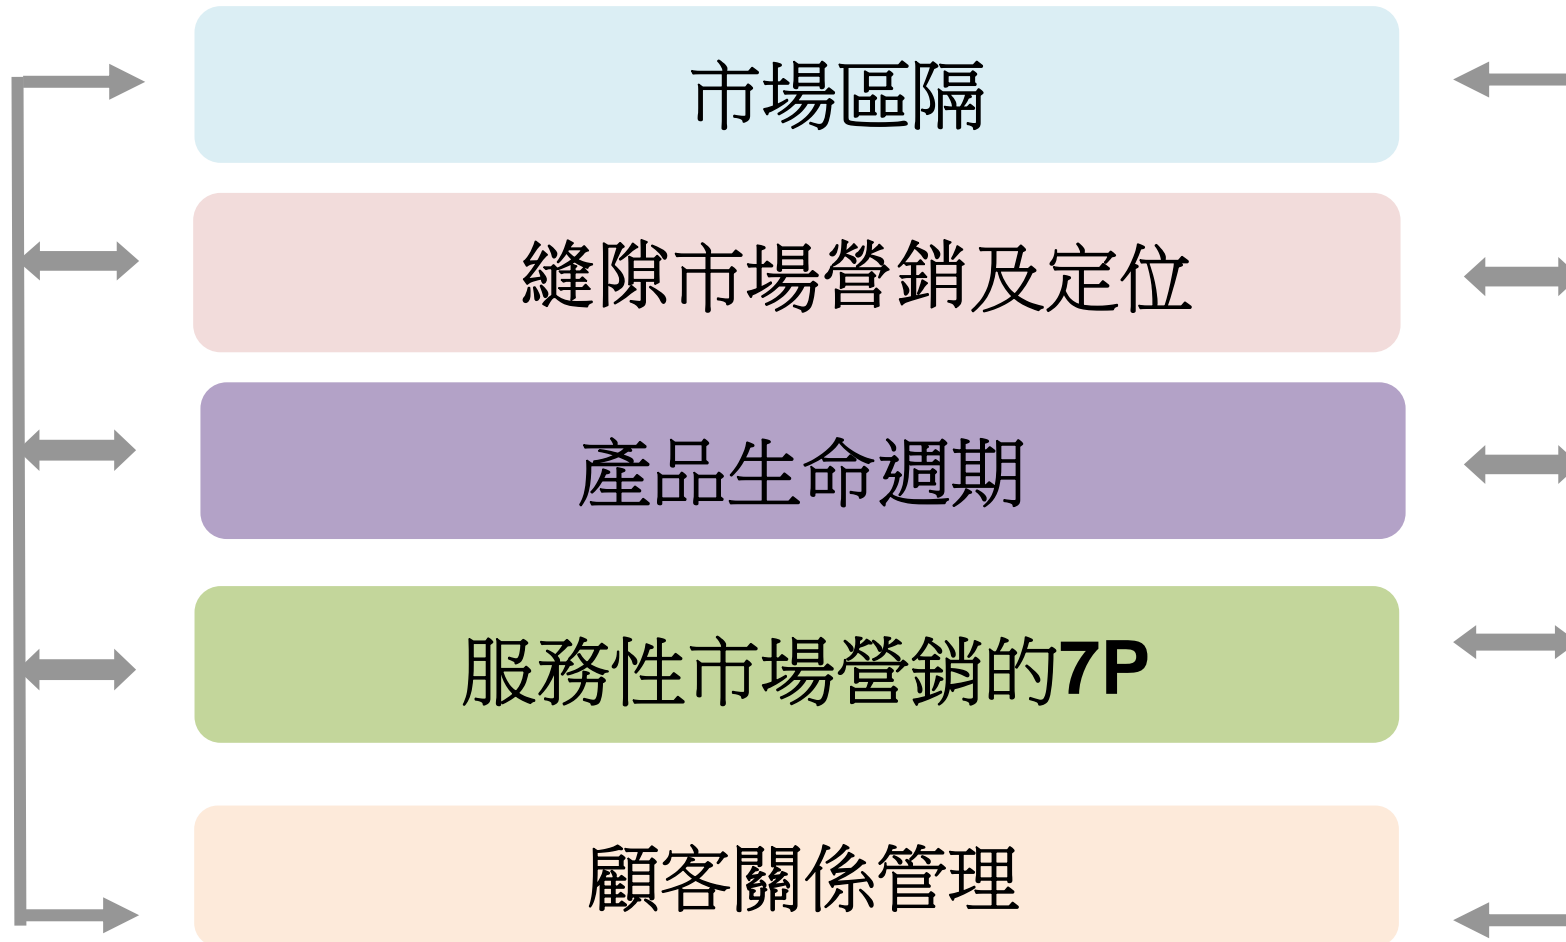 市場區隔
縫隙市場營銷及定位
產品生命週期
服務性市場營銷的7P
顧客關係管理